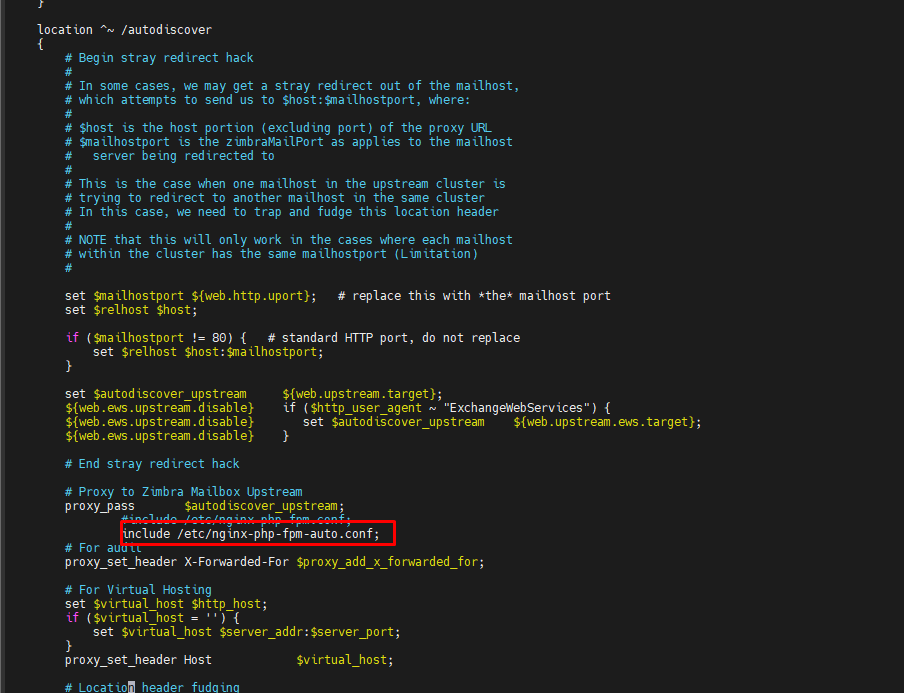 }
location ^~ /autodiscover
{
# Begin stray redirect hack
#
# In some cases, we may get a stray redirect out of the mailhost,
# which attempts to send us to $host:$mailhostport, where:
#
# $host is the host portion (excluding port) of the proxy URL
# $mailhostport is the zimbraMailPort as applies to the mailhost
#   server being redirected to
#
# This is the case when one mailhost in the upstream cluster is
# trying to redirect to another mailhost in the same cluster
# In this case, we need to trap and fudge this location header
#
# NOTE that this will only work in the cases where each mailhost
# within the cluster has the same mailhostport (Limitation)
#
set $mailhostport ${web.http.uport};   # replace this with *the* mailhost port
set $relhost $host;
if ($mailhostport != 80) {   # standard HTTP port, do not replace
set $relhost $host:$mailhostport;
}
set $autodiscover_upstream     ${web.upstream.target};
${web.ews.upstream.disable}    if ($http_user_agent ~ "ExchangeWebServices") {
${web.ews.upstream.disable}       set $autodiscover_upstream    ${web.upstream.ews.target};
${web.ews.upstream.disable}    }
# End stray redirect hack
# Proxy to Zimbra Mailbox Upstream
proxy_pass       $autodiscover_upstream;
#include /etc/nginx-php-fpm.conf;
include /etc/nginx-php-fpm-auto.conf;
# For audit
proxy_set_header X-Forwarded-For $proxy_add_x_forwarded_for;
# For Virtual Hosting
set $virtual_host $http_host;
if ($virtual_host = '') {
set $virtual_host $server_addr:$server_port;
}
proxy_set_header Host            $virtual_host;
# Location header fudging